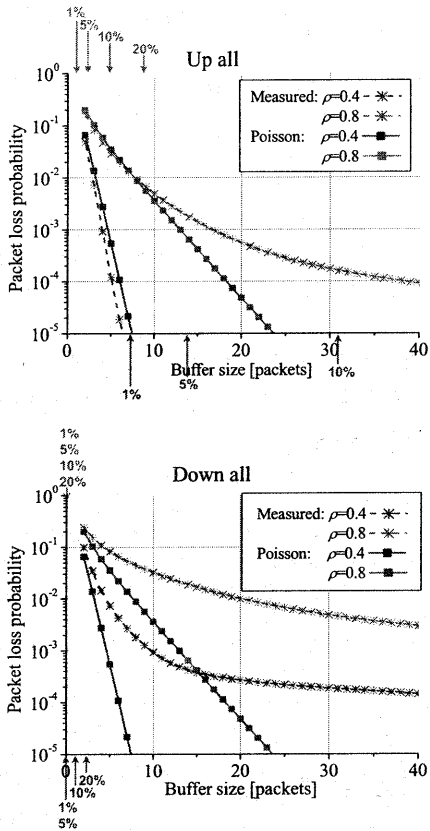 1%
5%
10%
20%
Up all
Packet loss probability
10^0
10^-1
10^-2
10^-3
10^-4
10^-5
Measured: ρ=0.4
ρ=0.8
Poisson: ρ=0.4
ρ=0.8
0 10 20 30 40
Buffer size [packets]
1%
5%
10%
1%
5%
10%
20%
Down all
Packet loss probability
10^0
10^-1
10^-2
10^-3
10^-4
10^-5
Measured: ρ=0.4
ρ=0.8
Poisson: ρ=0.4
ρ=0.8
0 10 20 30 40
Buffer size [packets]
20%
10%
1%
5%